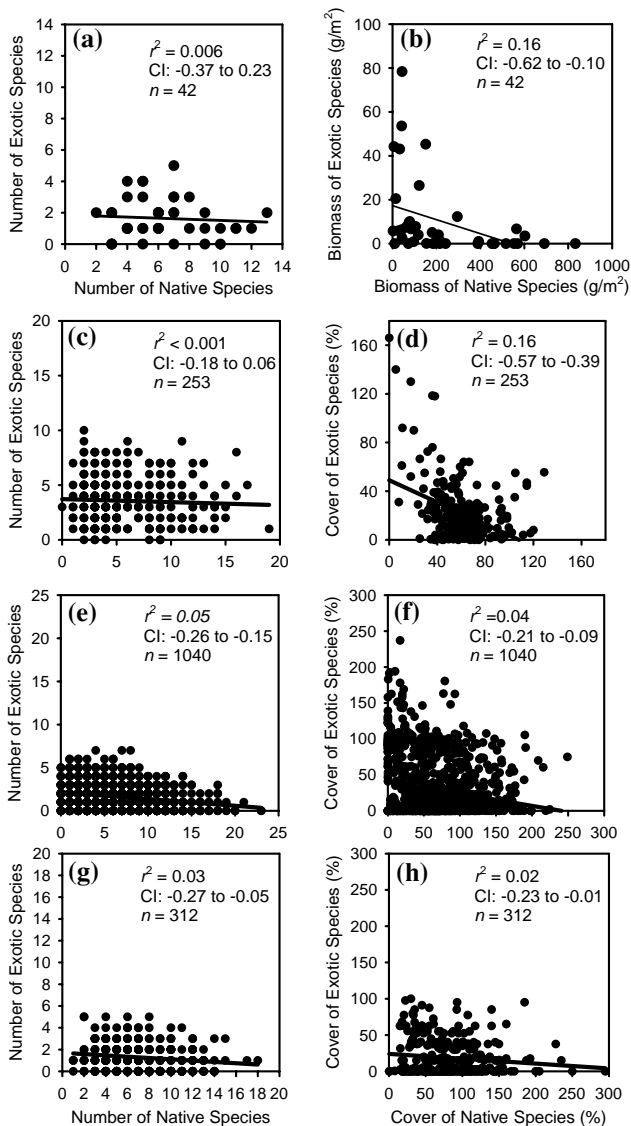 (a)
r² = 0.006
CI: -0.37 to 0.23
n = 42
Number of Exotic Species
14
12
10
8
6
4
2
0
0 2 4 6 8 10 12 14
Number of Native Species
(b)
r² = 0.16
CI: -0.62 to -0.10
n = 42
Biomass of Exotic Species (g/m²)
100
80
60
40
20
0
0 200 400 600 800 1000
Biomass of Native Species (g/m²)
(c)
r² < 0.001
CI: -0.18 to 0.06
n = 253
Number of Exotic Species
20
15
10
5
0
0 5 10 15 20
(d)
r² = 0.16
CI: -0.57 to -0.39
n = 253
Cover of Exotic Species (%)
160
120
80
40
0
0 40 80 120 160
(e)
r² = 0.05
CI: -0.26 to -0.15
n = 1040
Number of Exotic Species
25
20
15
10
5
0
0 5 10 15 20 25
(f)
r² =0.04
CI: -0.21 to -0.09
n = 1040
Cover of Exotic Species (%)
300
250
200
150
100
50
0
0 50 100 150 200 250 300
(g)
r² = 0.03
CI: -0.27 to -0.05
n = 312
Number of Exotic Species
20
18
16
14
12
10
8
6
4
2
0
0 2 4 6 8 10 12 14 16 18 20
Number of Native Species
(h)
r² = 0.02
CI: -0.23 to -0.01
n = 312
Cover of Exotic Species (%)
300
250
200
150
100
50
0
0 50 100 150 200 250 300
Cover of Native Species (%)